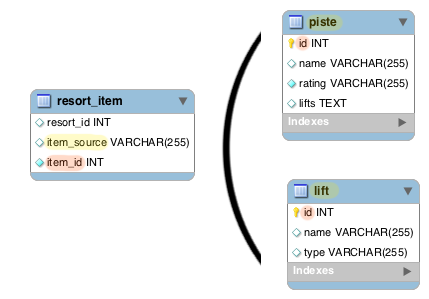 resort_item
resort_id INT
item_source VARCHAR(255)
item_id INT
piste
id INT
name VARCHAR(255)
rating VARCHAR(255)
lifts TEXT
Indexes
lift
id INT
name VARCHAR(255)
type VARCHAR(255)
Indexes